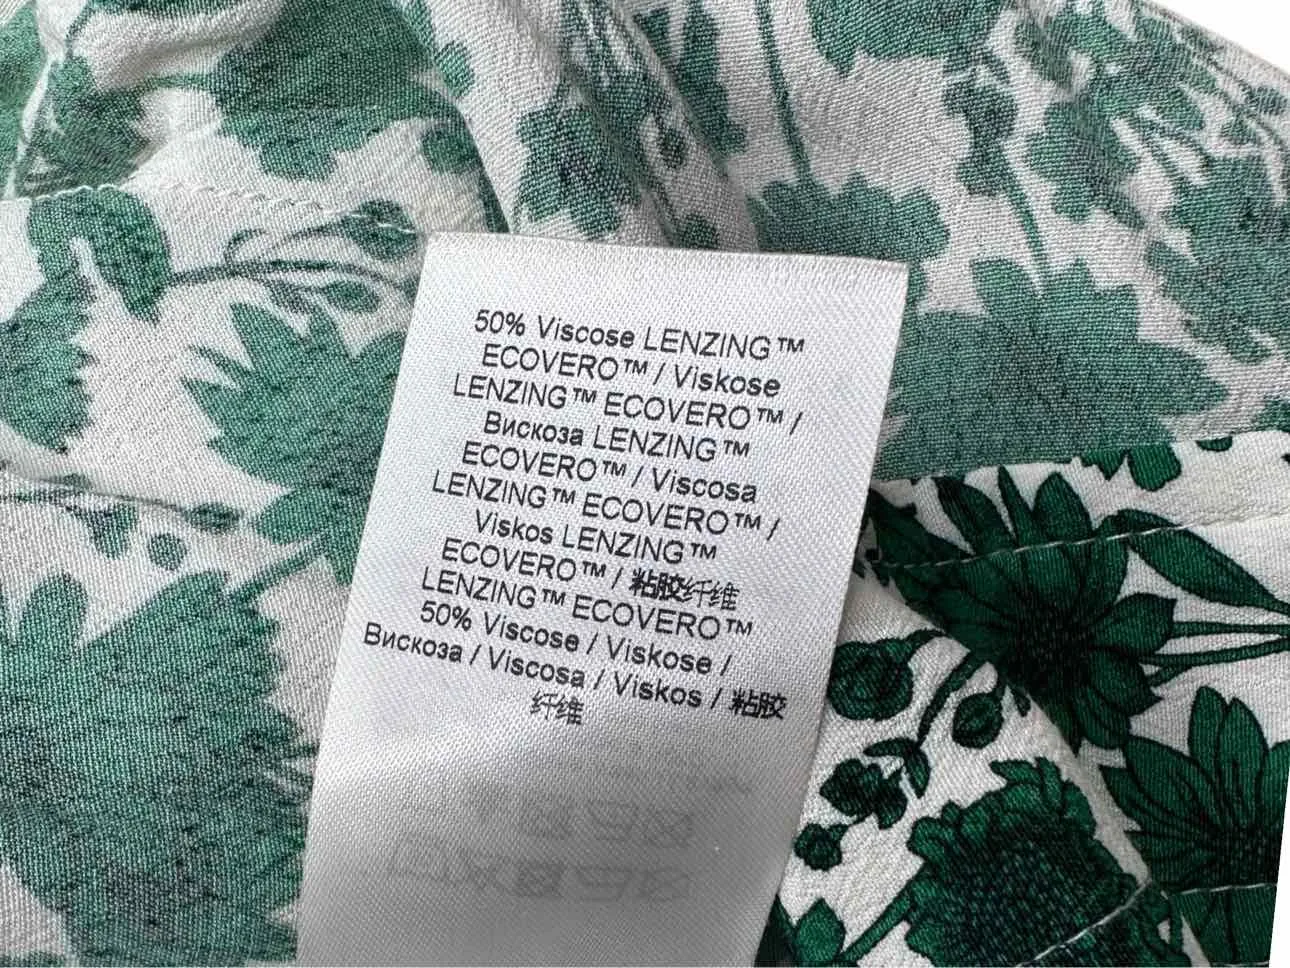 50% Viscose LENZING™
ECOVERO™ / Viskose
LENZING™ ECOVERO™ /
Вискоза LENZING™
ECOVERO™ / Viscosa
LENZING™ ECOVERO™ /
Viskos LENZING™
ECOVERO™ / 粘胶纤维
LENZING™ ECOVERO™
50% Viscose / Viskose /
Вискоза / Viscosa / Viskos / 粘胶
纤维